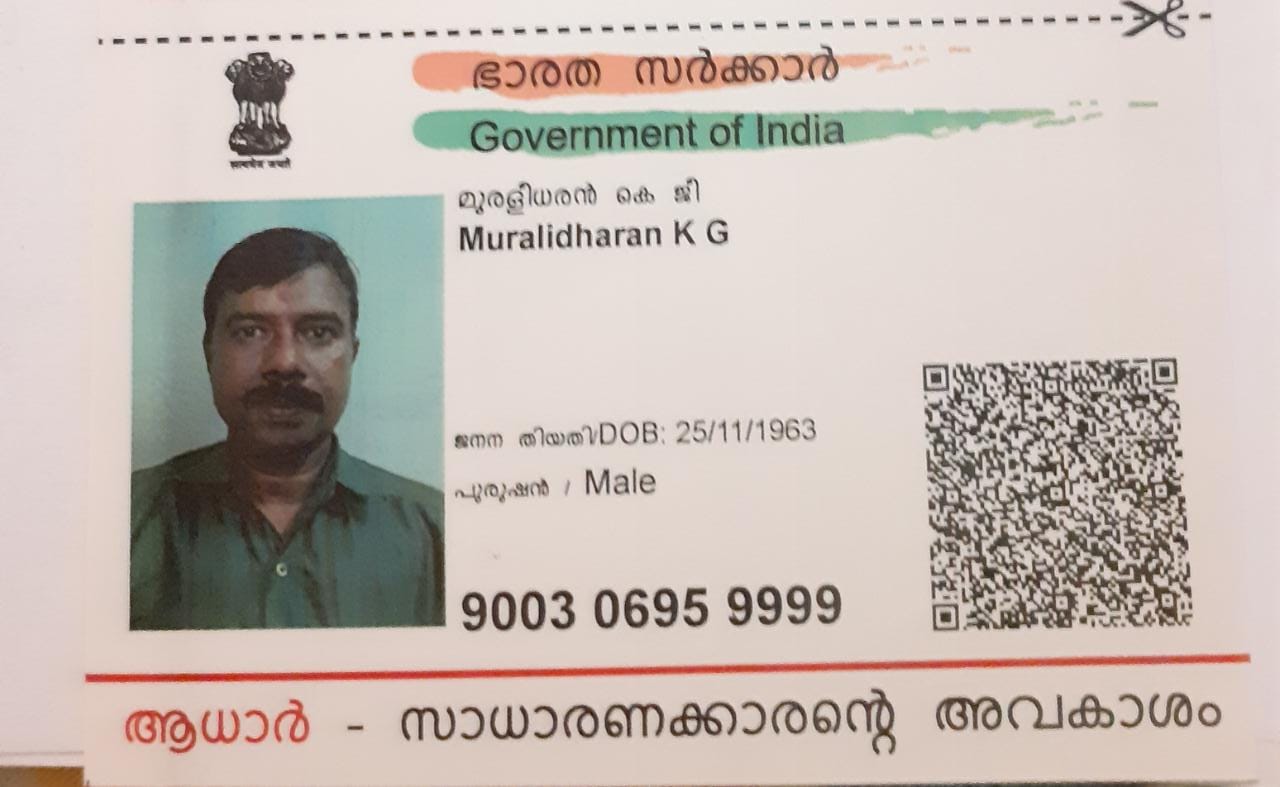 ഭാരത സർക്കാർ
Government of India
सत्यमेव जयते
മുരളിധരൻ കെ ജി
Muralidharan K G
ജനന തിയതി/DOB: 25/11/1963
പുരുഷൻ / Male
9003 0695 9999
ആധാർ - സാധാരണക്കാരന്റെ അവകാശം